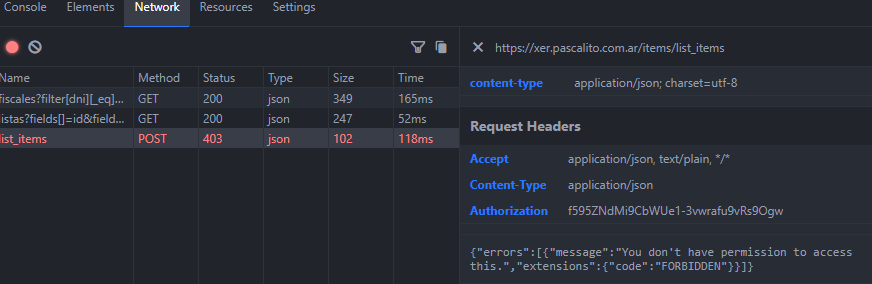 Console Elements Network Resources Settings
Name Method Status Type Size Time
fiscales?filter[dni][_eq]... GET 200 json 349 165ms
listas?fields[]=id&field... GET 200 json 247 52ms
list_items POST 403 json 102 118ms
https://xer.pascalito.com.ar/items/list_items
content-type application/json; charset=utf-8
Request Headers
Accept application/json, text/plain, */*
Content-Type application/json
Authorization f595ZNdMi9CbWUe1-3vwrafu9vRs9Ogw
{"errors":[{"message":"You don't have permission to access
this.","extensions":{"code":"FORBIDDEN"}}]}